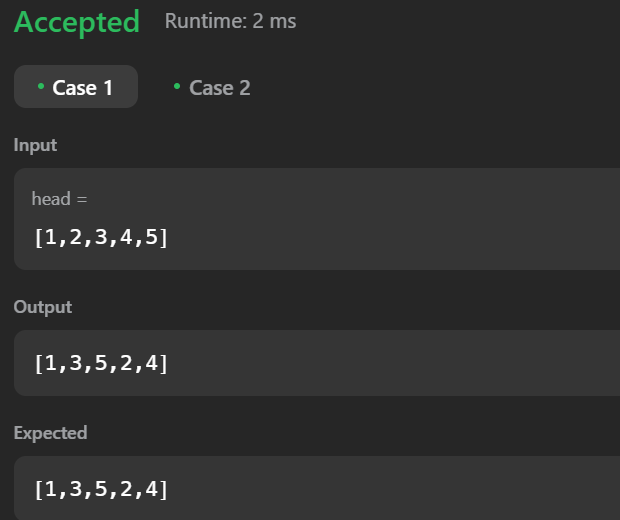 Accepted Runtime: 2 ms
Case 1 Case 2
Input
head =
[1,2,3,4,5]
Output
[1,3,5,2,4]
Expected
[1,3,5,2,4]